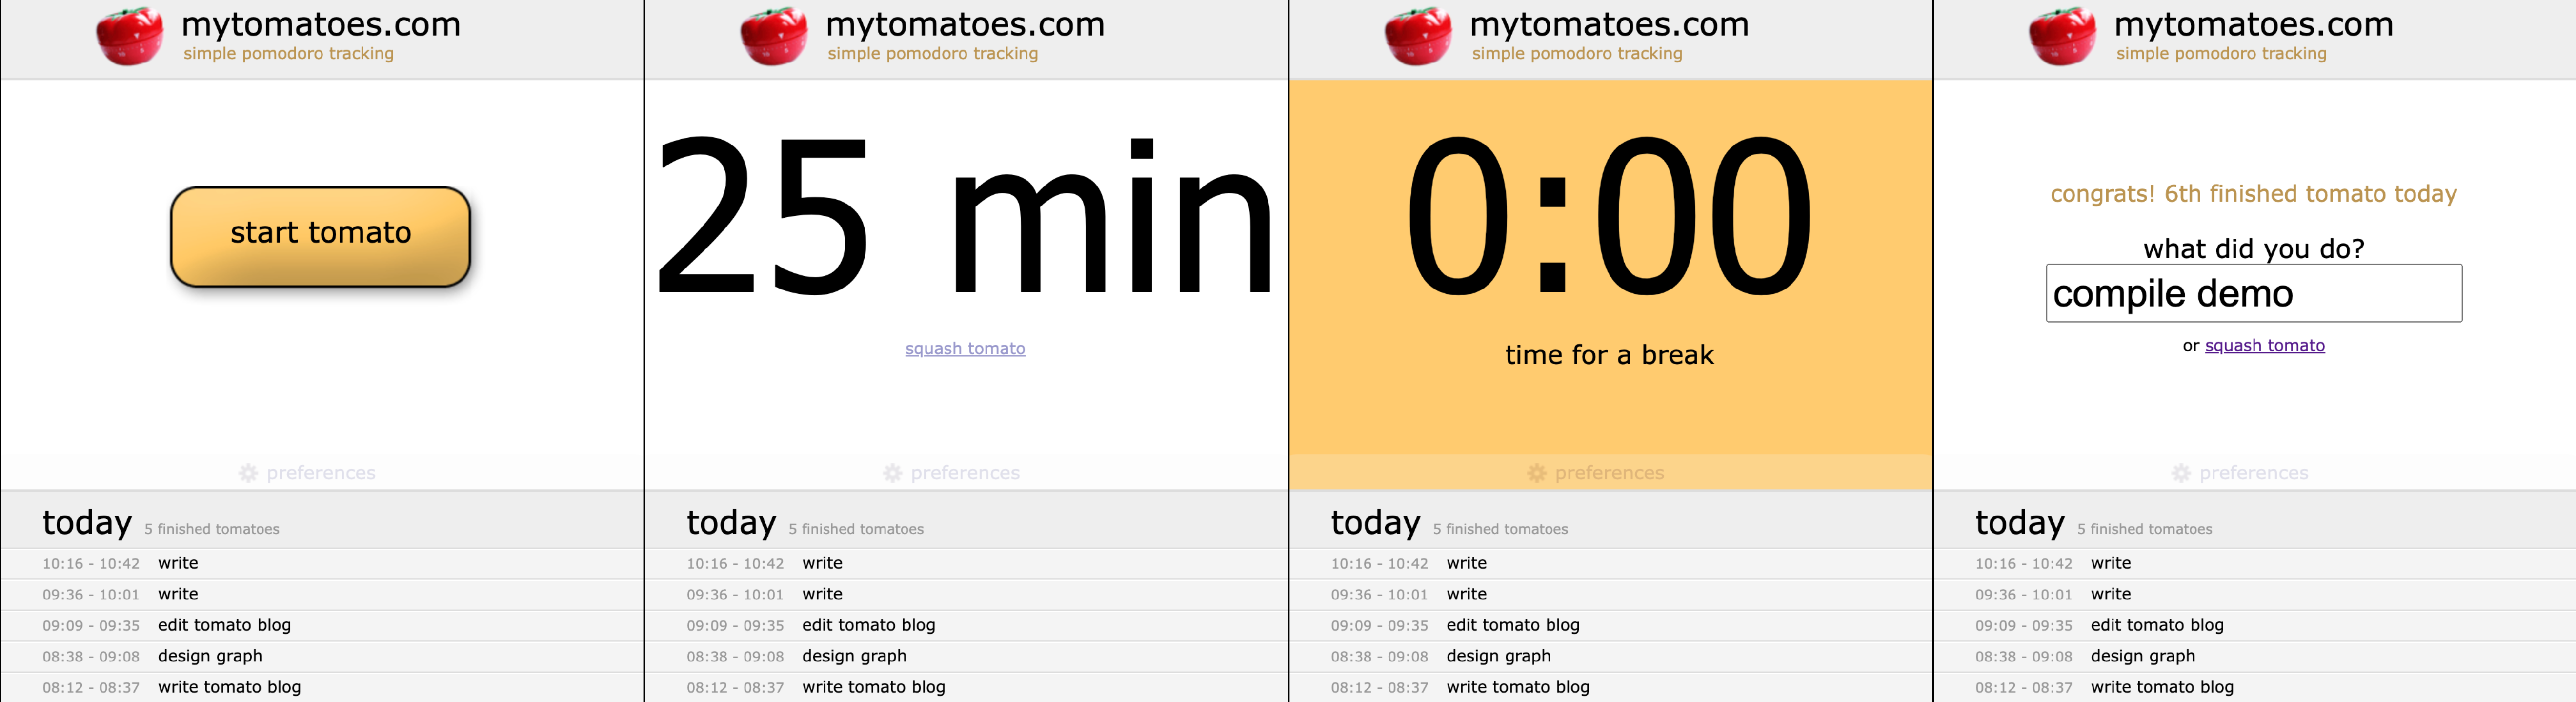 mytomatoes.com
simple pomodoro tracking
start tomato
preferences
today 5 finished tomatoes
10:16 - 10:42 write
09:36 - 10:01 write
09:09 - 09:35 edit tomato blog
08:38 - 09:08 design graph
08:12 - 08:37 write tomato blog
mytomatoes.com
simple pomodoro tracking
25 min
squash tomato
preferences
today 5 finished tomatoes
10:16 - 10:42 write
09:36 - 10:01 write
09:09 - 09:35 edit tomato blog
08:38 - 09:08 design graph
08:12 - 08:37 write tomato blog
mytomatoes.com
simple pomodoro tracking
0:00
time for a break
preferences
today 5 finished tomatoes
10:16 - 10:42 write
09:36 - 10:01 write
09:09 - 09:35 edit tomato blog
08:38 - 09:08 design graph
08:12 - 08:37 write tomato blog
mytomatoes.com
simple pomodoro tracking
congrats! 6th finished tomato today
what did you do?
compile demo
or squash tomato
preferences
today 5 finished tomatoes
10:16 - 10:42 write
09:36 - 10:01 write
09:09 - 09:35 edit tomato blog
08:38 - 09:08 design graph
08:12 - 08:37 write tomato blog